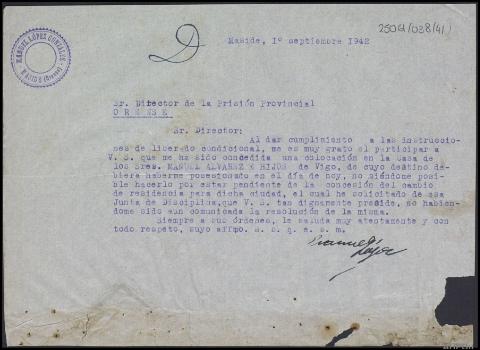 25061/038(41)
MANUEL LÓPEZ GONZÁLEZ
MASIDE (Orense)
Maside, 1º septiembre 1942
Sr. Director de la Prisión Provincial
O R E N S E
Sr. Director:
Al dar cumplimiento a las instruccio-
nes de liberado condicional, me es muy grato el participar a
V. S. que me ha sido concedida una colocación en la Casa de
los Sres. MANUEL ALVAREZ E HIJOS de Vigo, de cuyo destino de-
biera haberme posesionado en el día de hoy, no siéndome posi-
ble hacerlo por estar pendiente de la concesión del cambio
de residencia para dicha ciudad, el cual he solicitado de esa
Junta de Disciplina,que V. S. tan dignamente preside, no habien-
dome sido aun comunicada la resolución de la misma.
Siempre a sus órdenes, le saluda muy atentamente y con
todo respeto, suyo affmo. s. s. q. e. s. m.
Manuel López